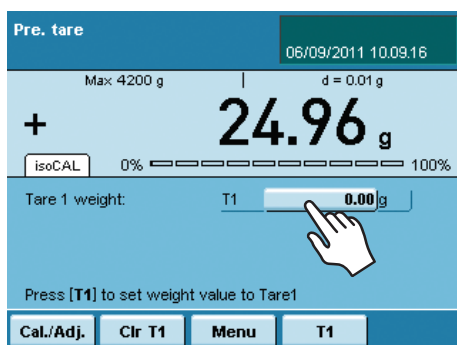 Pre. tare
06/09/2011 10.09.16
Max 4200 g d = 0.01 g
+ 24.96 g
isoCAL 0% 100%
Tare 1 weight: T1 0.00 g
Press [T1] to set weight value to Tare1
Cal./Adj. Clr T1 Menu T1